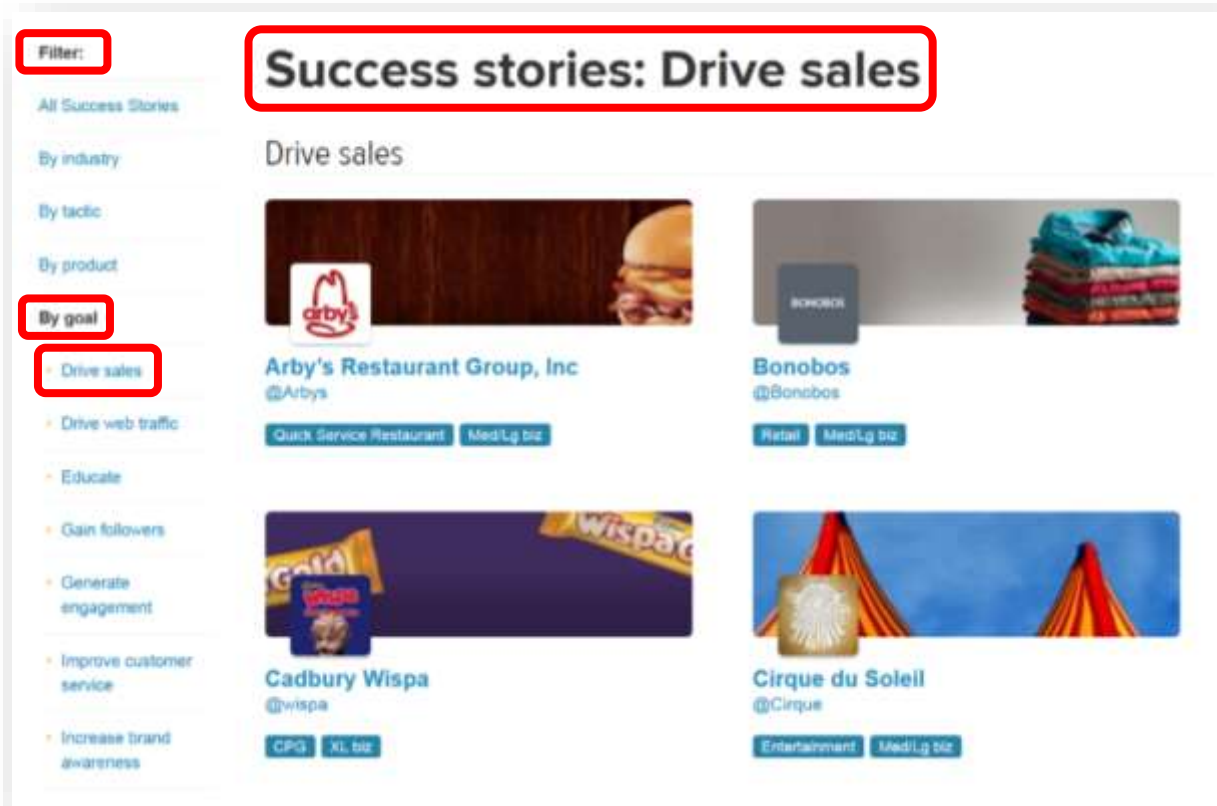 Filter:
All Success Stories
By industry
By tactic
By product
By goal
Drive sales
Drive web traffic
Educate
Gain followers
Generate
engagement
Improve customer
service
Increase brand
awareness
Success stories: Drive sales
Drive sales
arby's
Arby's Restaurant Group, Inc
@Arbys
Quick Service Restaurant Med/Lg biz
BONOBOS
Bonobos
@Bonobos
Retail Med/Lg biz
Gold
Wispa G
wispa
Cadbury Wispa
@wispa
CPG XL biz
Cirque du Soleil
@Cirque
Entertainment Med/Lg biz